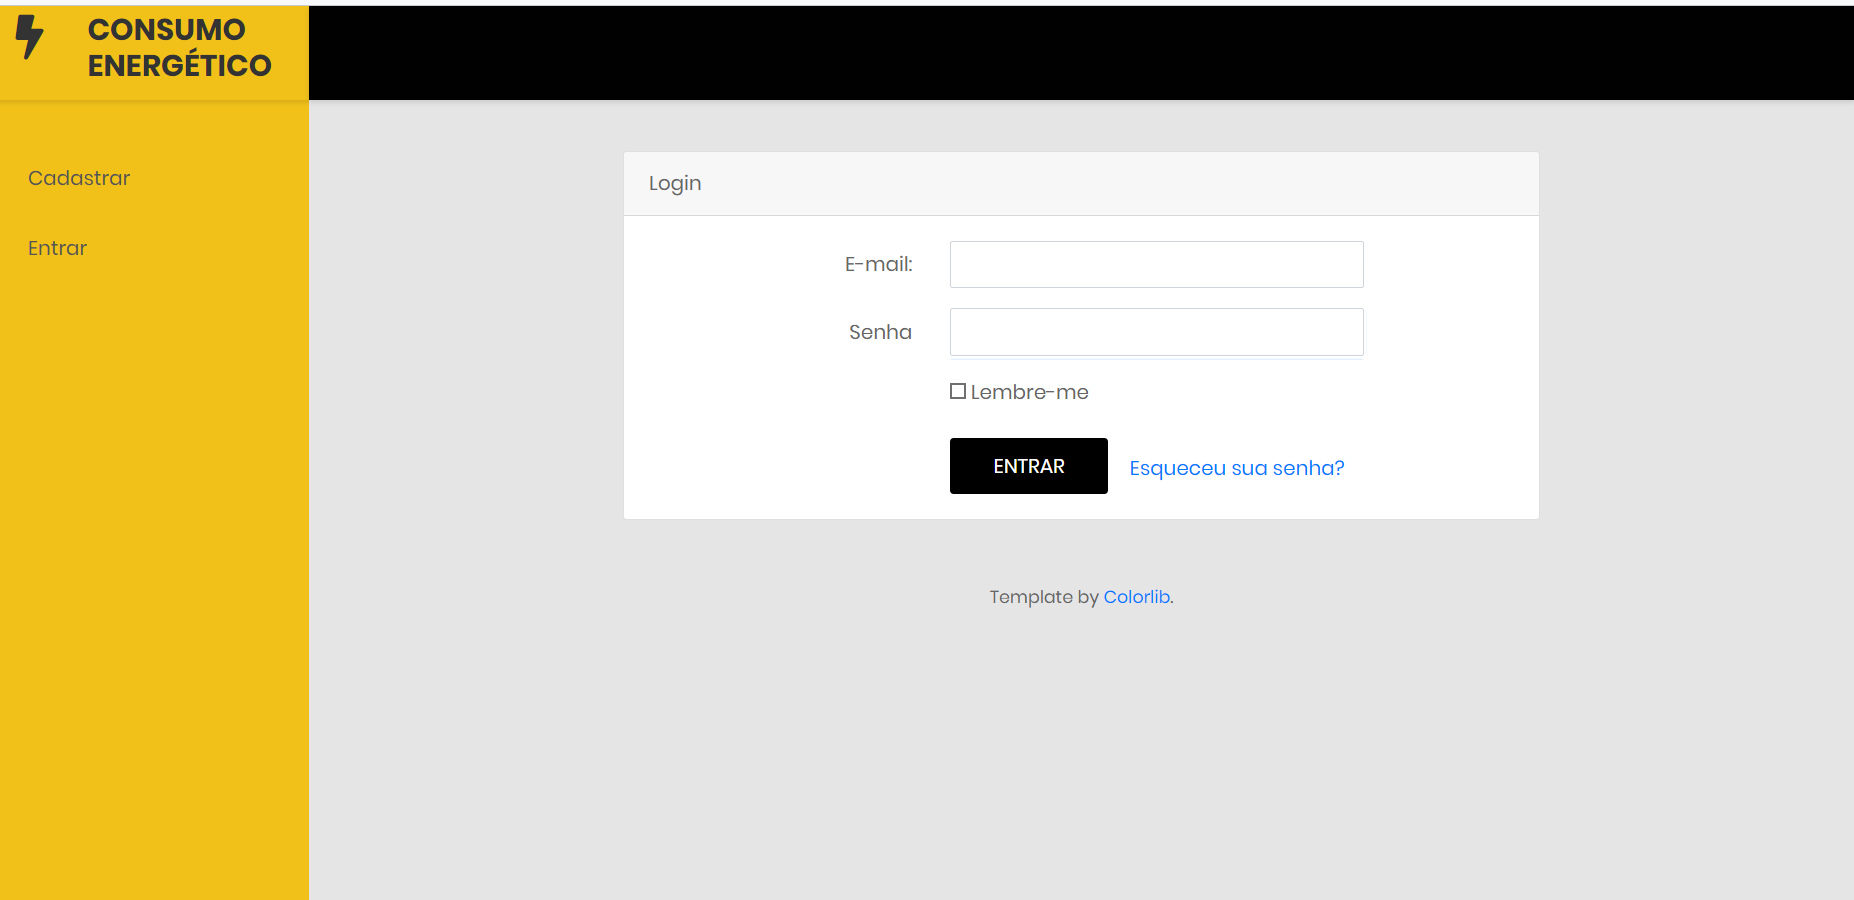 CONSUMO
ENERGÉTICO
Cadastrar
Entrar
Login
E-mail:
Senha
Lembre-me
ENTRAR
Esqueceu sua senha?
Template by Colorlib.